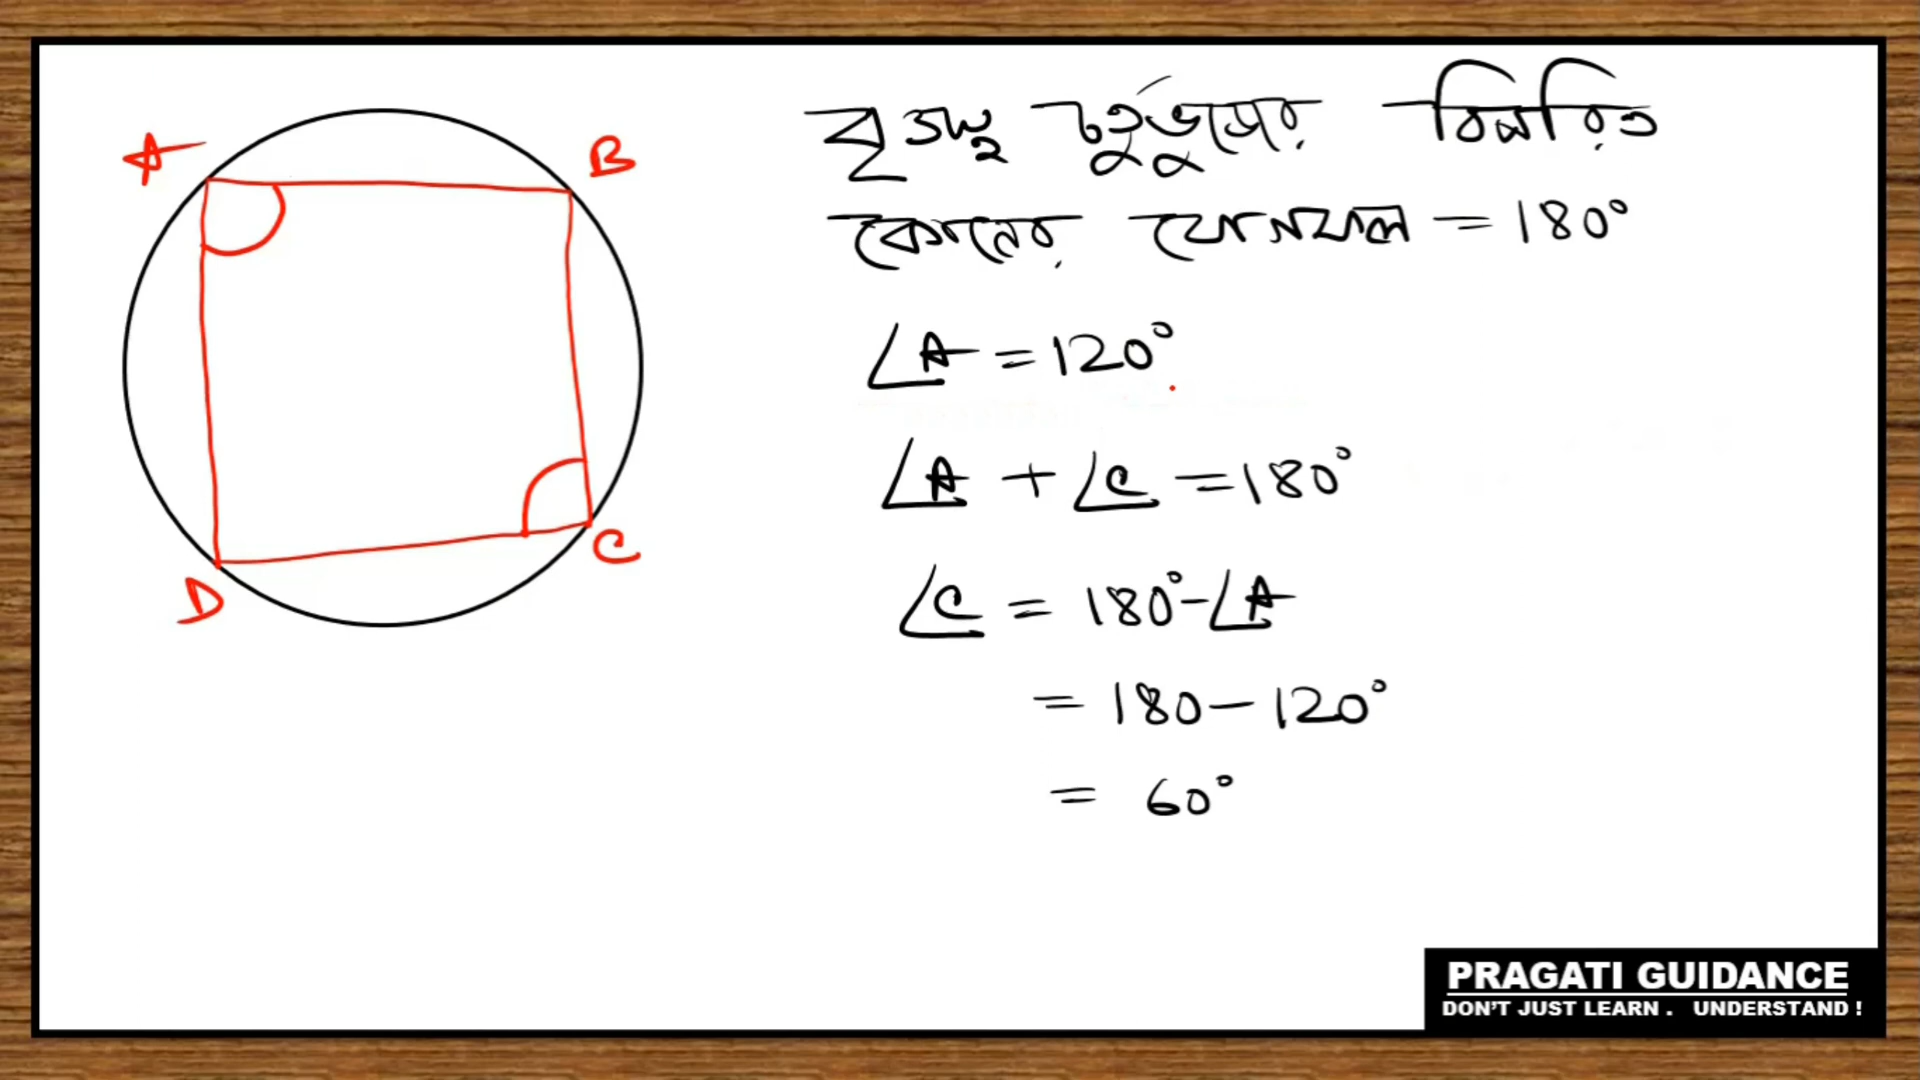 A
B
C
D
বৃত্তস্থ চতুর্ভুজের বিপরিত
কোনের যোগফল = 180°
∠A = 120°
∠A + ∠C = 180°
∠C = 180° - ∠A
= 180 - 120°
= 60°
PRAGATI GUIDANCE
DON'T JUST LEARN . UNDERSTAND !